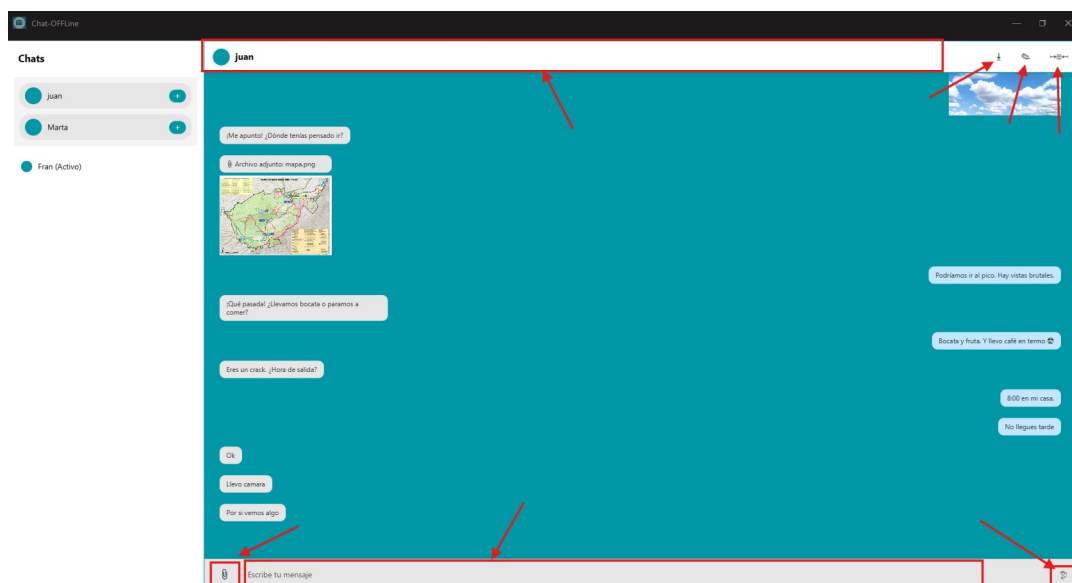 Chat-OFFLine
Chats
juan
juan
+
Marta
+
Fran (Activo)
¡Me apunto! ¿Dónde tenías pensado ir?
Archivo adjunto: mapa.png
Podríamos ir al pico. Hay vistas brutales.
¡Qué pasada! ¿Llevamos bocata o paramos a
comer?
Bocata y fruta. Y llevo café en termo
Eres un crack. ¿Hora de salida?
8:00 en mi casa.
No llegues tarde
Ok
Llevo camara
Por si vemos algo
Escribe tu mensaje